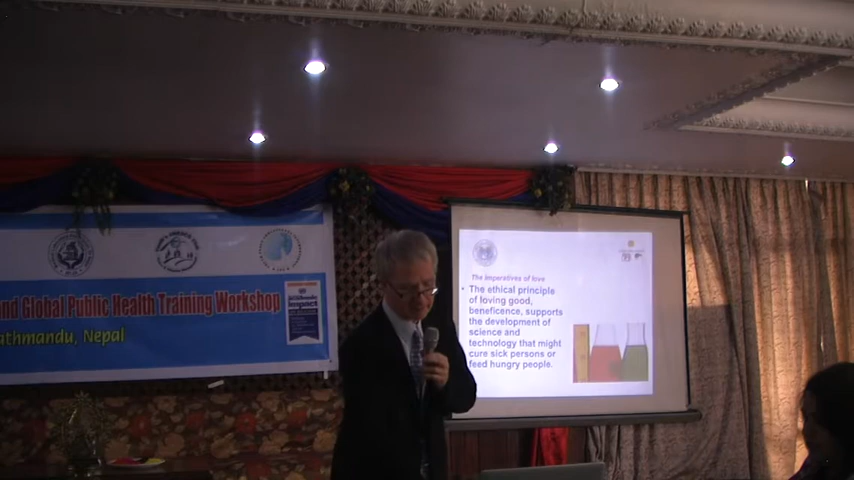 and Global Public Health Training Workshop
athmandu, Nepal
The Imperatives of love
• The ethical principle
of loving good,
beneficence, supports
the development of
science and
technology that might
cure sick persons or
feed hungry people.